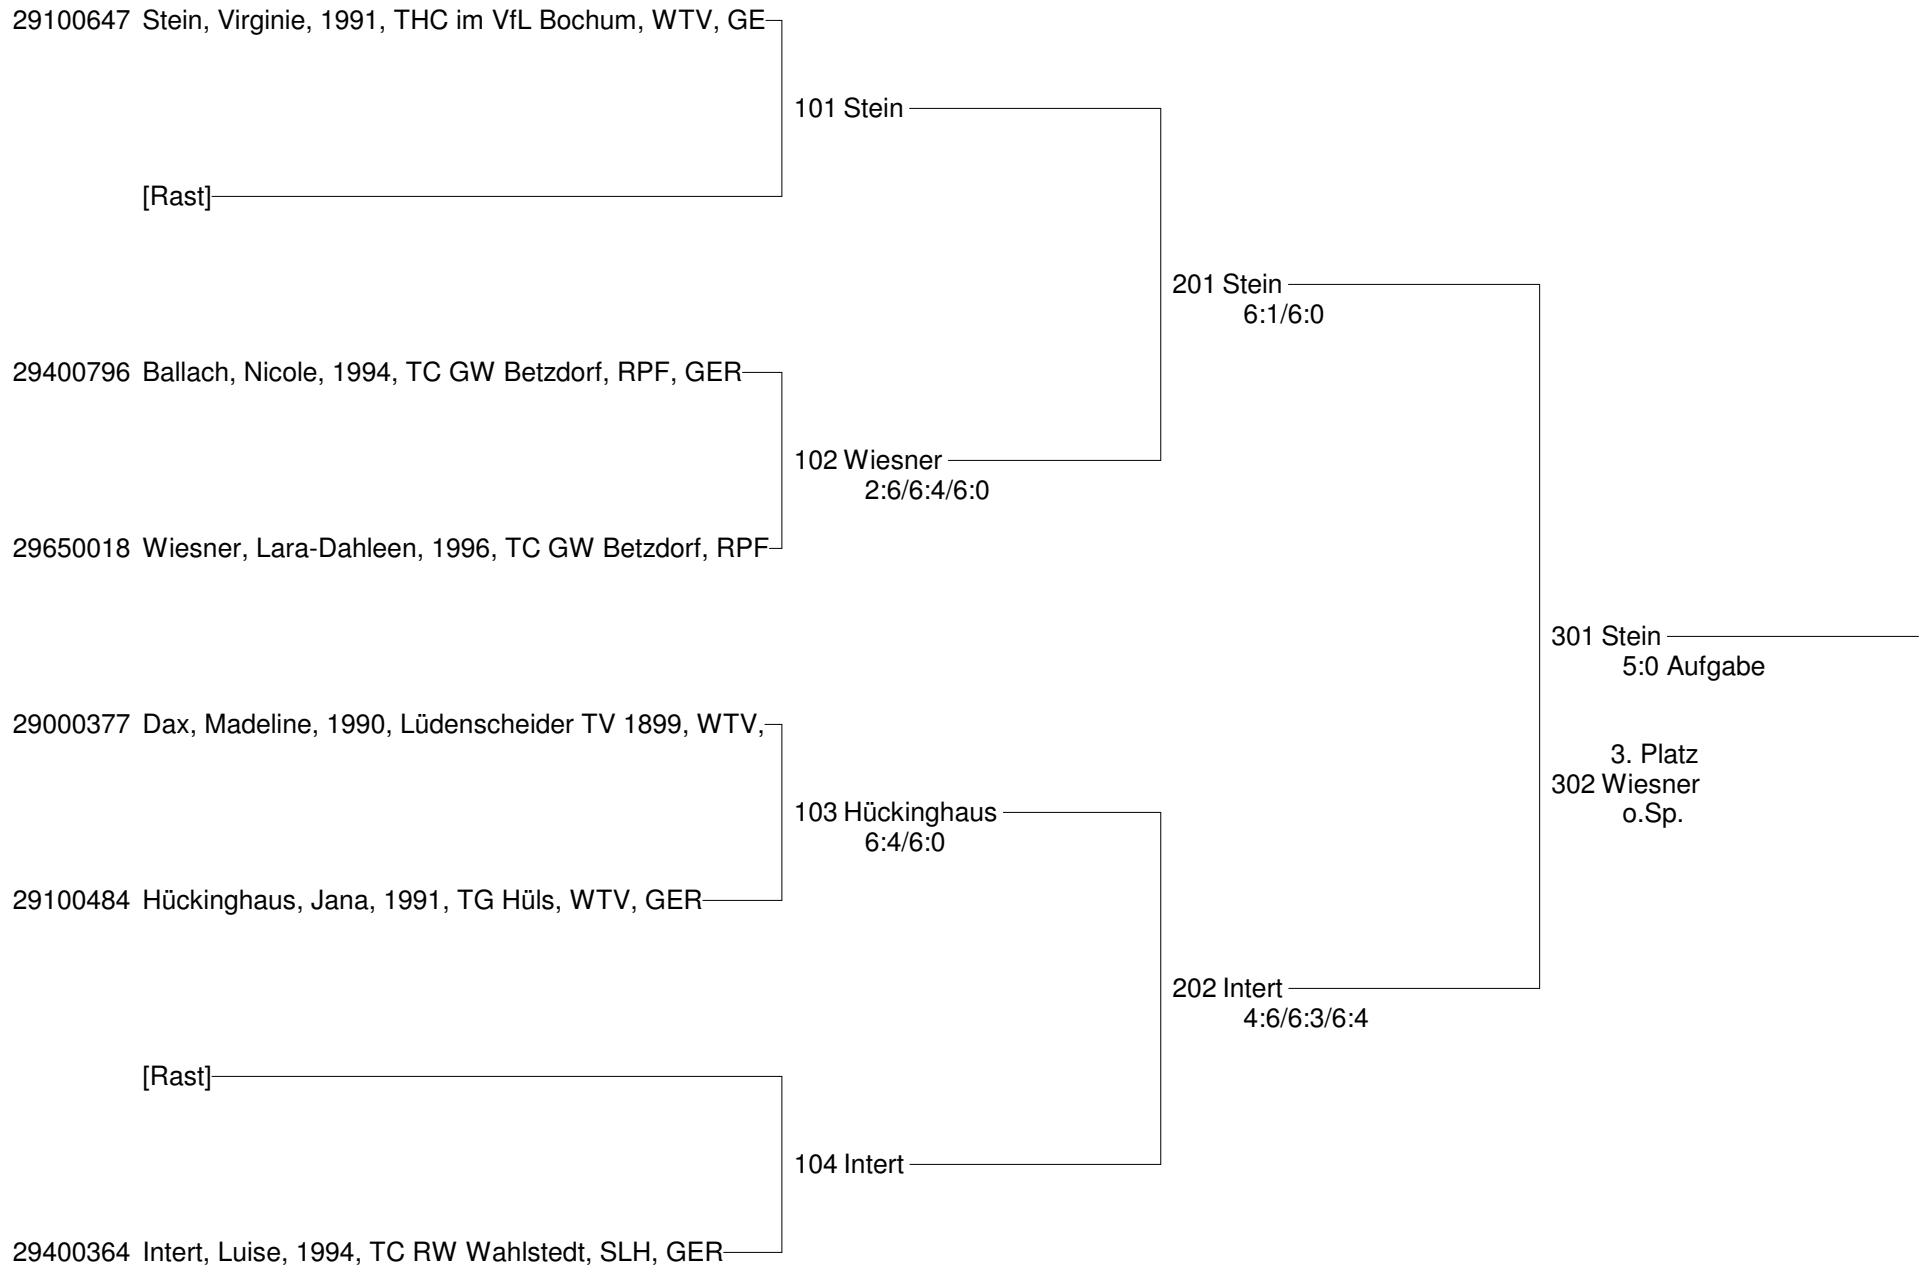 29100647 Stein, Virginie, 1991, THC im VfL Bochum, WTV, GE
101 Stein
[Rast]
201 Stein
6:1/6:0
29400796 Ballach, Nicole, 1994, TC GW Betzdorf, RPF, GER
102 Wiesner
2:6/6:4/6:0
29650018 Wiesner, Lara-Dahleen, 1996, TC GW Betzdorf, RPF
301 Stein
5:0 Aufgabe
29000377 Dax, Madeline, 1990, Lüdenscheider TV 1899, WTV,
3. Platz
302 Wiesner
o.Sp.
103 Hückinghaus
6:4/6:0
29100484 Hückinghaus, Jana, 1991, TG Hüls, WTV, GER
202 Intert
4:6/6:3/6:4
[Rast]
104 Intert
29400364 Intert, Luise, 1994, TC RW Wahlstedt, SLH, GER